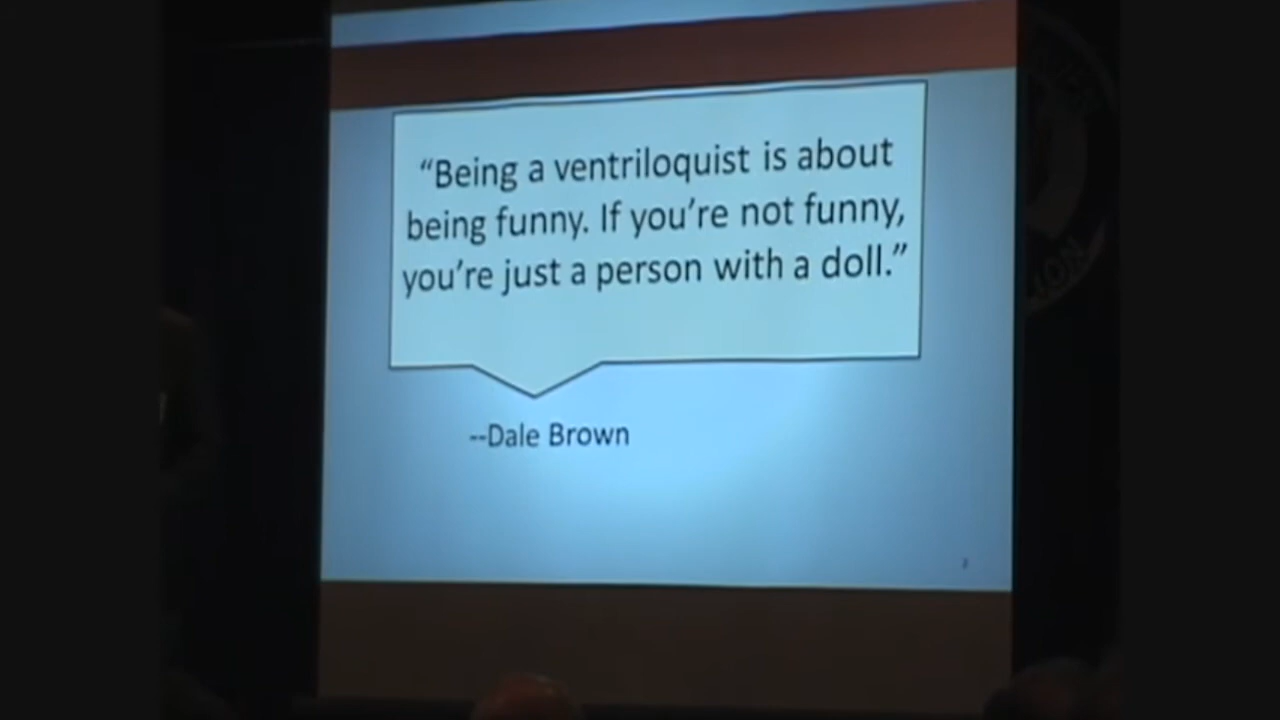 “Being a ventriloquist is about
being funny. If you’re not funny,
you’re just a person with a doll.”
--Dale Brown